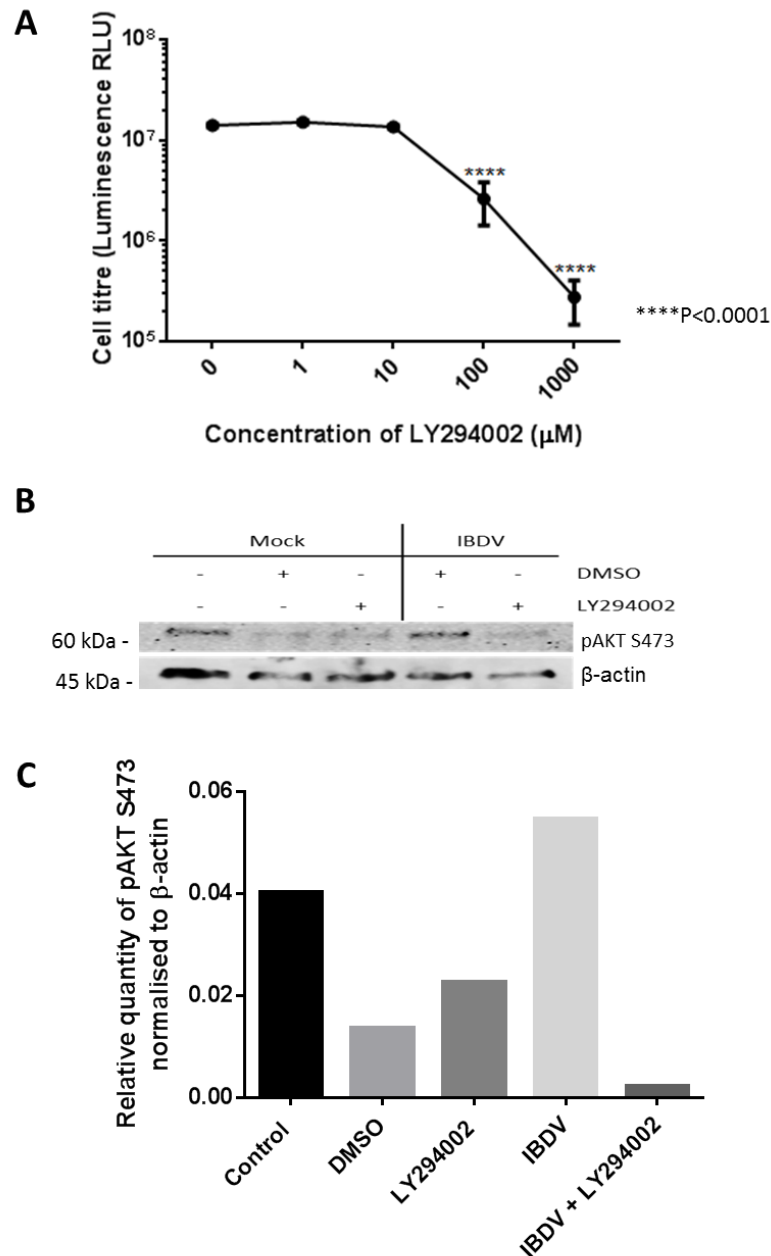 A
Cell titre (Luminescence RLU)
10⁸
10⁷
10⁶
10⁵
****
****
****P<0.0001
0
1
10
100
1000
Concentration of LY294002 (μM)
B
Mock
IBDV
- + - + - DMSO
- - + - + LY294002
60 kDa - pAKT S473
45 kDa - β-actin
C
Relative quantity of pAKT S473
normalised to β-actin
0.06
0.04
0.02
0.00
Control
DMSO
LY294002
IBDV
IBDV + LY294002